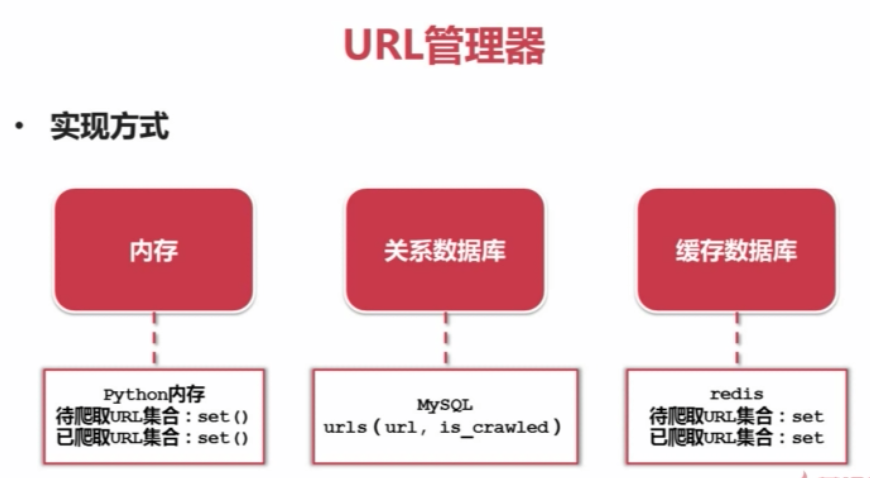 URL管理器
• 实现方式
内存
关系数据库
缓存数据库
Python内存
待爬取URL集合：set()
已爬取URL集合：set()
MySQL
urls(url, is_crawled)
redis
待爬取URL集合：set
已爬取URL集合：set